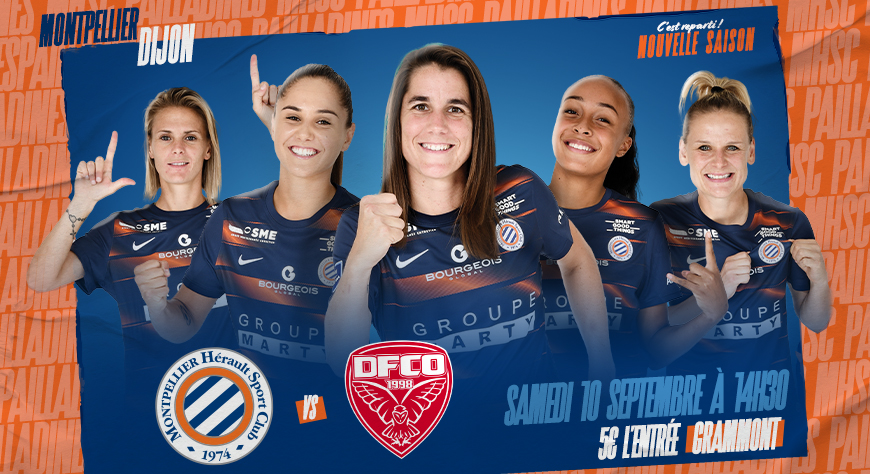 MONTPELLIER
DIJON
C'est reparti !
NOUVELLE SAISON
SME
BOURGEOIS
GLOBAL
GROUPE
MARTY
SMART
GOOD
THINGS
MONTPELLIER Hérault Sport Club
1974
VS
DFCO
1998
SAMEDI 10 SEPTEMBRE À 14H30
5€ L'ENTRÉE GRAMMONT